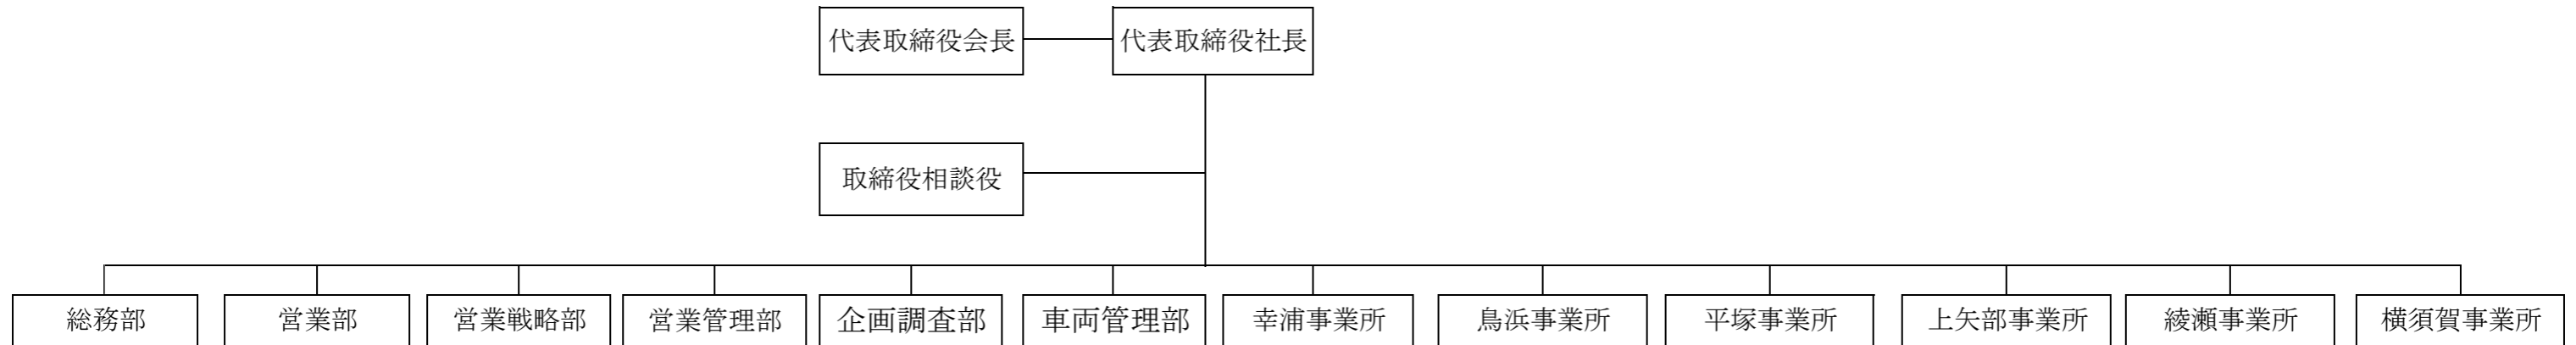 代表取締役会長
代表取締役社長
取締役相談役
総務部
営業部
営業戦略部
営業管理部
企画調査部
車両管理部
幸浦事業所
鳥浜事業所
平塚事業所
上矢部事業所
綾瀬事業所
横須賀事業所